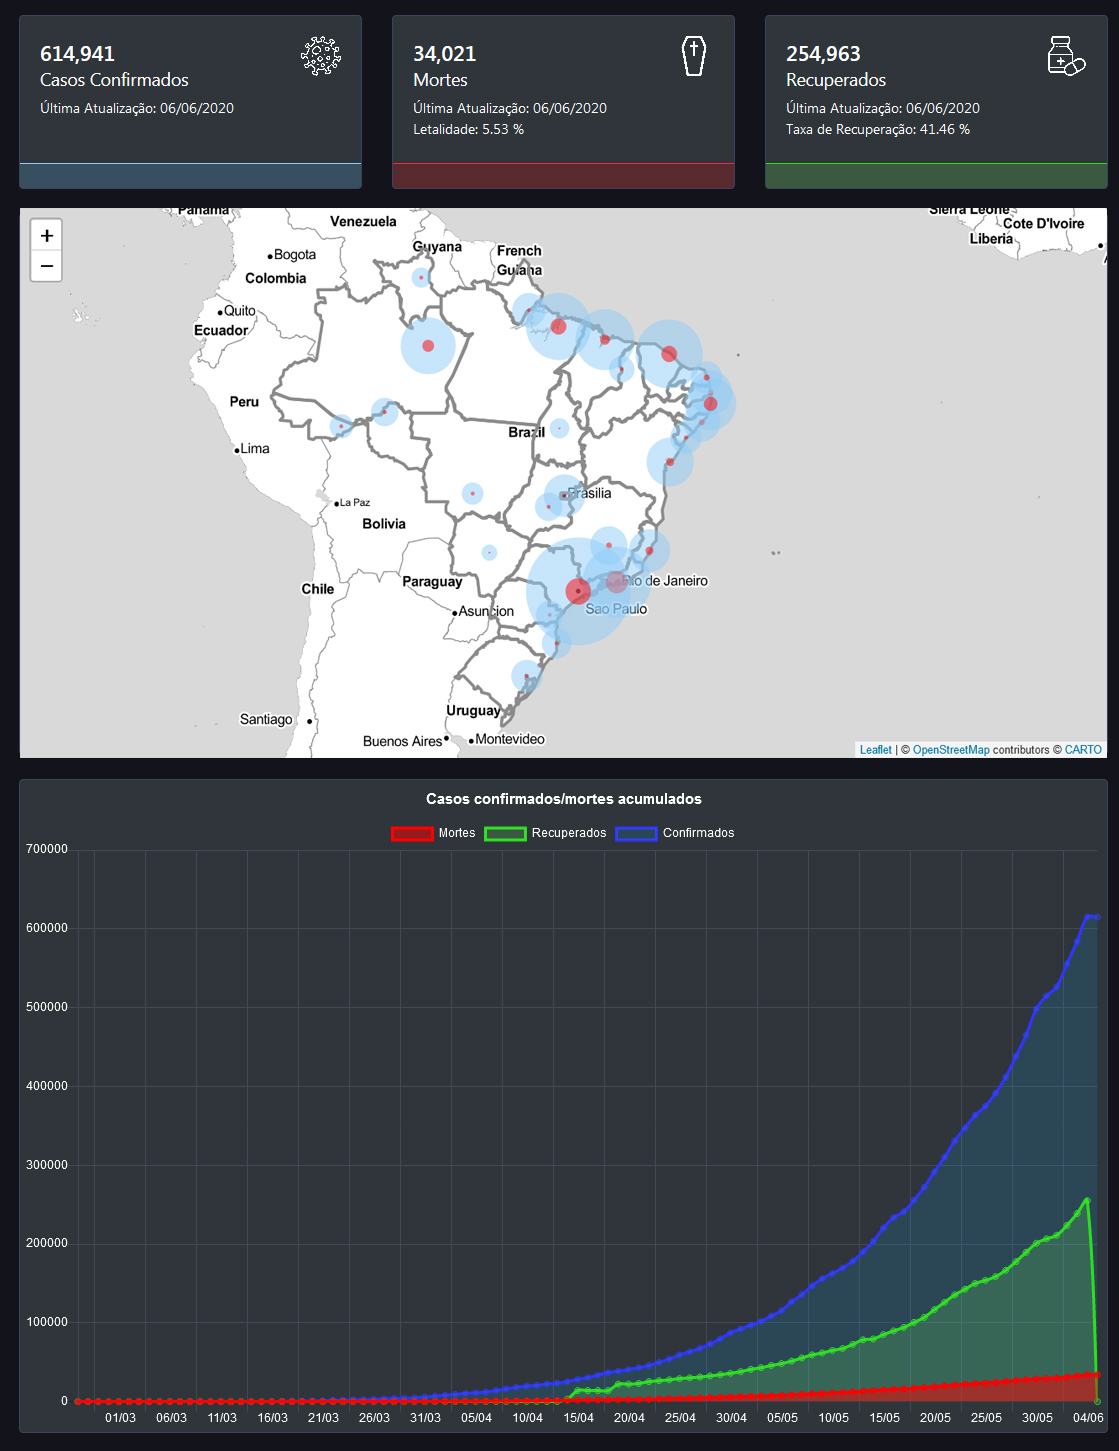 614,941
Casos Confirmados
Última Atualização: 06/06/2020
34,021
Mortes
Última Atualização: 06/06/2020
Letalidade: 5.53 %
254,963
Recuperados
Última Atualização: 06/06/2020
Taxa de Recuperação: 41.46 %
+
−
Panama
Venezuela
Guyana
French
Guiana
Bogota
Colombia
Quito
Ecuador
Sierra Leone
Cote D'Ivoire
Liberia
Peru
Lima
Brazil
Brasilia
La Paz
Bolivia
Paraguay
Chile
Asuncion
Rio de Janeiro
Sao Paulo
Uruguay
Santiago
Buenos Aires
Montevideo
Leaflet | © OpenStreetMap contributors © CARTO
Casos confirmados/mortes acumulados
Mortes Recuperados Confirmados
700000
600000
500000
400000
300000
200000
100000
0
01/03 06/03 11/03 16/03 21/03 26/03 31/03 05/04 10/04 15/04 20/04 25/04 30/04 05/05 10/05 15/05 20/05 25/05 30/05 04/06